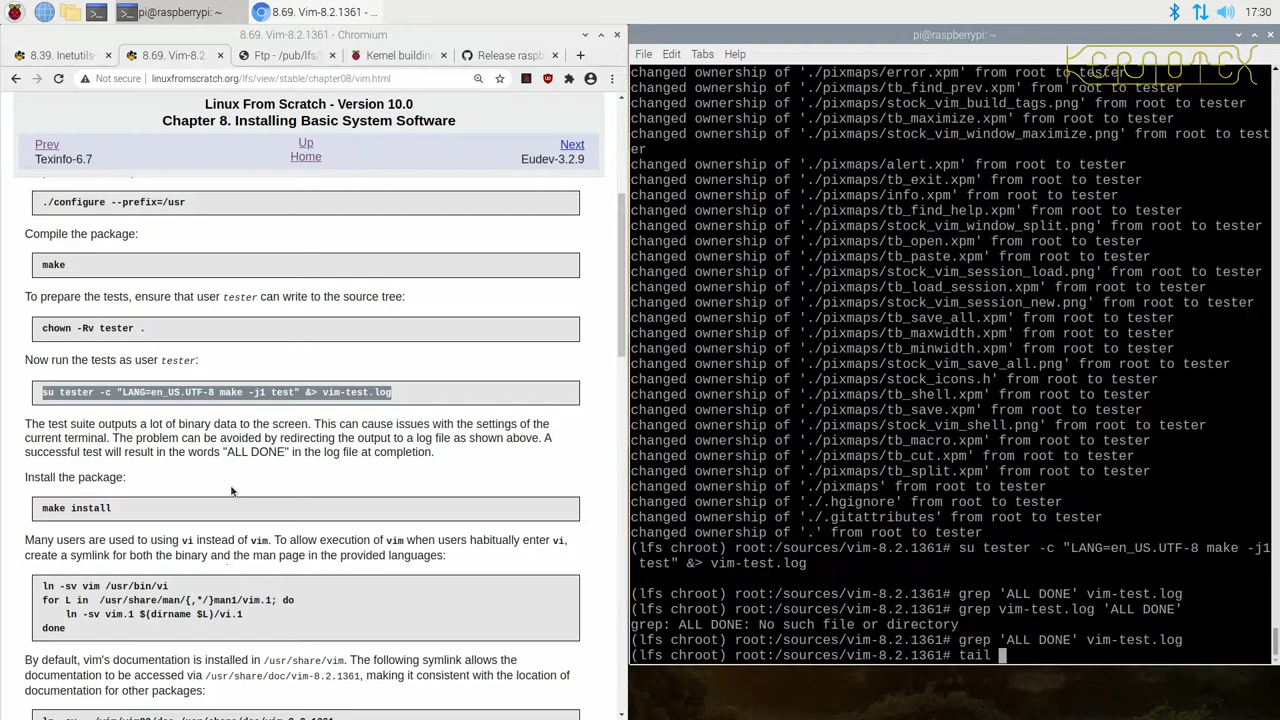 pi@raspberrypi: ~
8.69. Vim-8.2.1361 - ...
17:30
8.69. Vim-8.2.1361 - Chromium
8.39. Inetutils-
8.69. Vim-8.2.
Ftp - pub/lfs/
Kernel building
Release raspb
Not secure
linuxfromscratch.org/lfs/view/stable/chapter08/vim.html
Linux From Scratch - Version 10.0
Chapter 8. Installing Basic System Software
Prev
Up
Next
Texinfo-6.7
Home
Eudev-3.2.9
./configure --prefix=/usr
Compile the package:
make
To prepare the tests, ensure that user tester can write to the source tree:
chown -Rv tester .
Now run the tests as user tester:
su tester -c "LANG=en_US.UTF-8 make -j1 test" &> vim-test.log
The test suite outputs a lot of binary data to the screen. This can cause issues with the settings of the
current terminal. The problem can be avoided by redirecting the output to a log file as shown above. A
successful test will result in the words "ALL DONE" in the log file at completion.
Install the package:
make install
Many users are used to using vi instead of vim. To allow execution of vim when users habitually enter vi,
create a symlink for both the binary and the man page in the provided languages:
ln -sv vim /usr/bin/vi
for L in  /usr/share/man/{,*/}man1/vim.1; do
    ln -sv vim.1 $(dirname $L)/vi.1
done
By default, vim's documentation is installed in /usr/share/vim. The following symlink allows the
documentation to be accessed via /usr/share/doc/vim-8.2.1361, making it consistent with the location of
documentation for other packages:
pi@raspberrypi: ~
File Edit Tabs Help
KERNOTEX
changed ownership of './pixmaps/error.xpm' from root to tester
changed ownership of './pixmaps/tb_find_prev.xpm' from root to tester
changed ownership of './pixmaps/stock_vim_build_tags.png' from root to tester
changed ownership of './pixmaps/tb_maximize.xpm' from root to tester
changed ownership of './pixmaps/stock_vim_window_maximize.png' from root to test
er
changed ownership of './pixmaps/alert.xpm' from root to tester
changed ownership of './pixmaps/tb_exit.xpm' from root to tester
changed ownership of './pixmaps/info.xpm' from root to tester
changed ownership of './pixmaps/tb_find_help.xpm' from root to tester
changed ownership of './pixmaps/stock_vim_window_split.png' from root to tester
changed ownership of './pixmaps/tb_open.xpm' from root to tester
changed ownership of './pixmaps/tb_paste.xpm' from root to tester
changed ownership of './pixmaps/stock_vim_session_load.png' from root to tester
changed ownership of './pixmaps/tb_load_session.xpm' from root to tester
changed ownership of './pixmaps/stock_vim_session_new.png' from root to tester
changed ownership of './pixmaps/tb_save_all.xpm' from root to tester
changed ownership of './pixmaps/tb_maxwidth.xpm' from root to tester
changed ownership of './pixmaps/tb_minwidth.xpm' from root to tester
changed ownership of './pixmaps/stock_vim_save_all.png' from root to tester
changed ownership of './pixmaps/stock_icons.h' from root to tester
changed ownership of './pixmaps/tb_shell.xpm' from root to tester
changed ownership of './pixmaps/tb_save.xpm' from root to tester
changed ownership of './pixmaps/stock_vim_shell.png' from root to tester
changed ownership of './pixmaps/tb_macro.xpm' from root to tester
changed ownership of './pixmaps/tb_cut.xpm' from root to tester
changed ownership of './pixmaps/tb_split.xpm' from root to tester
changed ownership of './pixmaps' from root to tester
changed ownership of './.hgignore' from root to tester
changed ownership of './.gitattributes' from root to tester
changed ownership of '.' from root to tester
(lfs chroot) root:/sources/vim-8.2.1361# su tester -c "LANG=en_US.UTF-8 make -j1
 test" &> vim-test.log
(lfs chroot) root:/sources/vim-8.2.1361# grep 'ALL DONE' vim-test.log
(lfs chroot) root:/sources/vim-8.2.1361# grep vim-test.log 'ALL DONE'
grep: ALL DONE: No such file or directory
(lfs chroot) root:/sources/vim-8.2.1361# grep 'ALL DONE' vim-test.log
(lfs chroot) root:/sources/vim-8.2.1361# tail